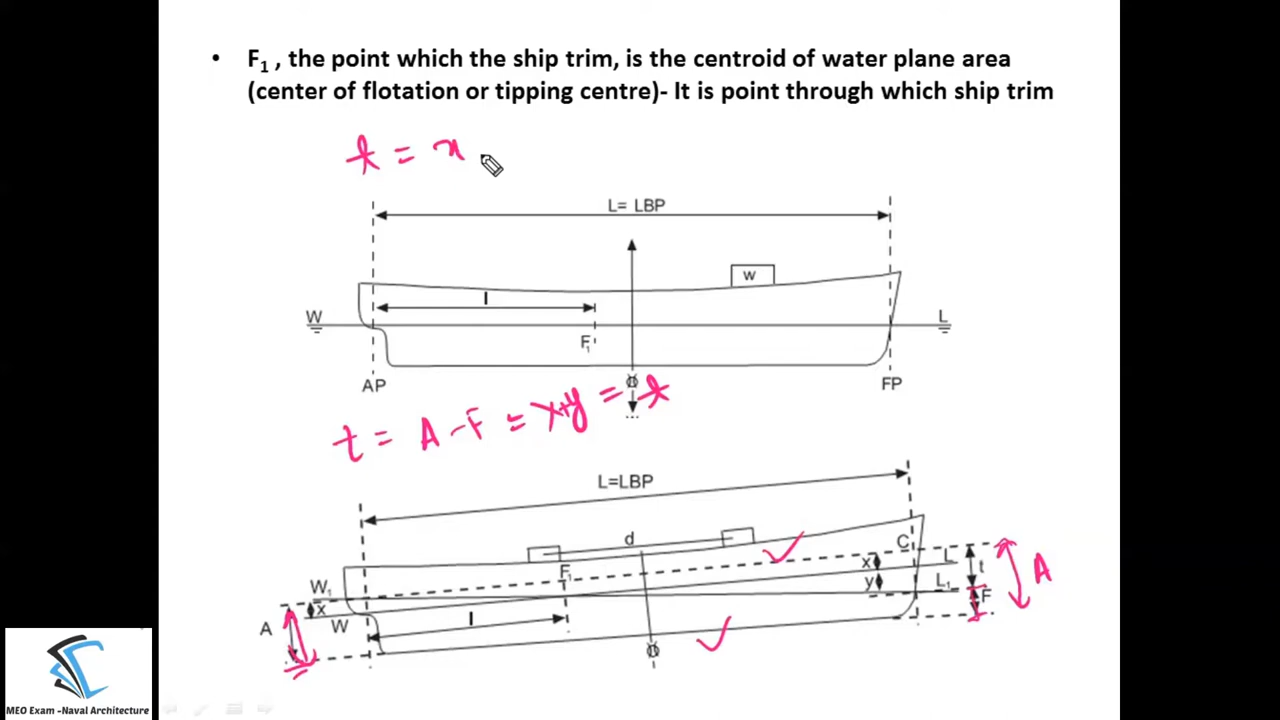 • F₁ , the point which the ship trim, is the centroid of water plane area
(center of flotation or tipping centre)- It is point through which ship trim
t = x
L= LBP
w
l
W
L
F₁
AP
FP
t = A - F = x+y = t
L=LBP
d
C
F₁
x
L
t
W₁
y
L₁
A
x
F
A
W
l
MEO Exam -Naval Architecture